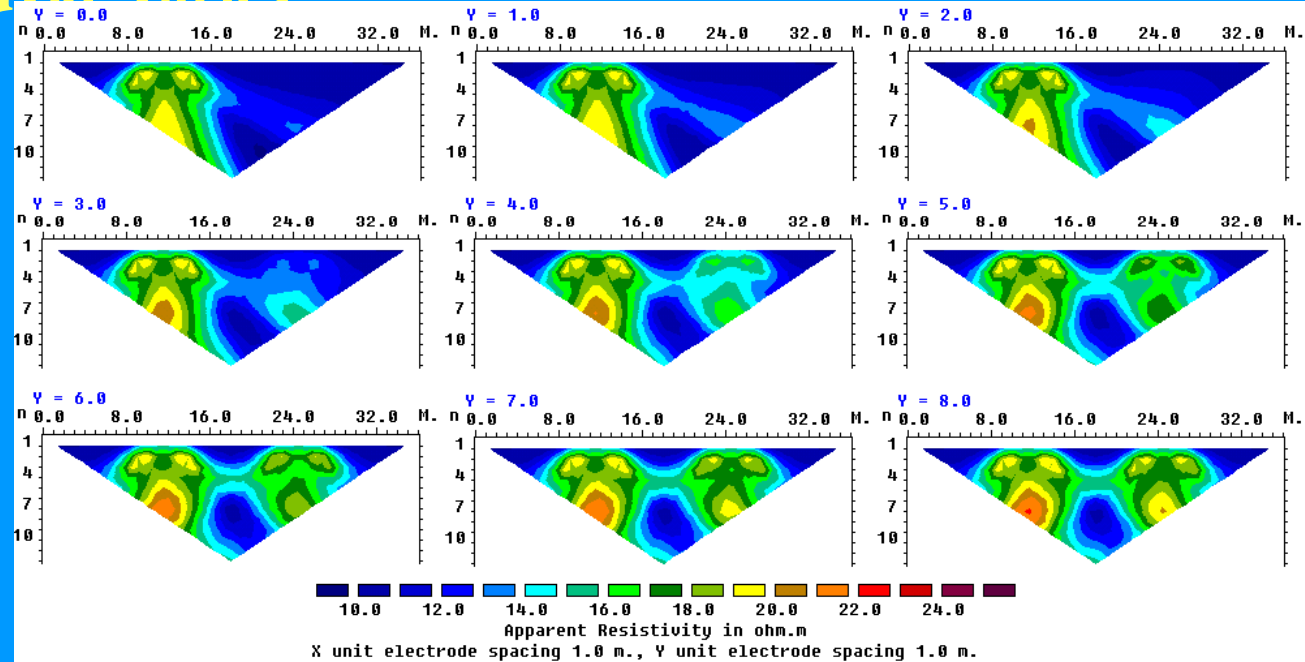 Y = 0.0
n 0.0 8.0 16.0 24.0 32.0 M.
1
4
7
10
Y = 1.0
n 0.0 8.0 16.0 24.0 32.0 M.
1
4
7
10
Y = 2.0
n 0.0 8.0 16.0 24.0 32.0 M.
1
4
7
10
Y = 3.0
n 0.0 8.0 16.0 24.0 32.0 M.
1
4
7
10
Y = 4.0
n 0.0 8.0 16.0 24.0 32.0 M.
1
4
7
10
Y = 5.0
n 0.0 8.0 16.0 24.0 32.0 M.
1
4
7
10
Y = 6.0
n 0.0 8.0 16.0 24.0 32.0 M.
1
4
7
10
Y = 7.0
n 0.0 8.0 16.0 24.0 32.0 M.
1
4
7
10
Y = 8.0
n 0.0 8.0 16.0 24.0 32.0 M.
1
4
7
10
10.0 12.0 14.0 16.0 18.0 20.0 22.0 24.0
Apparent Resistivity in ohm.m
X unit electrode spacing 1.0 m., Y unit electrode spacing 1.0 m.